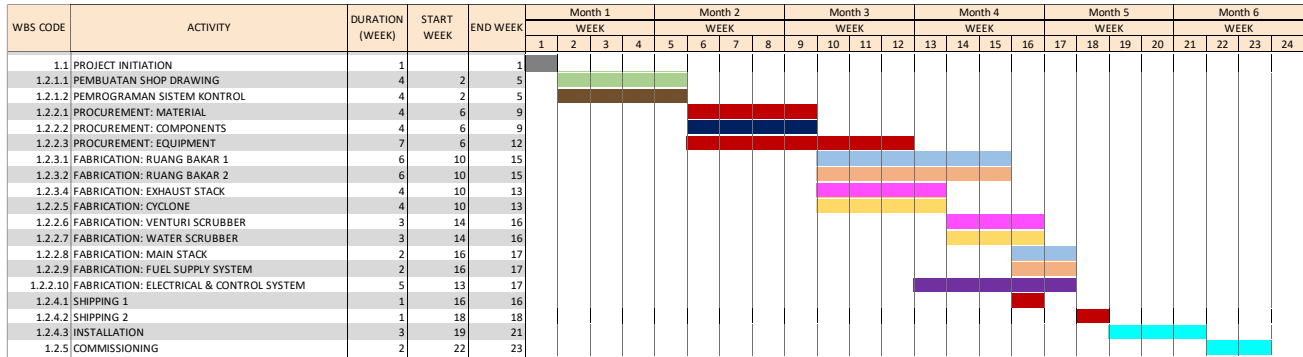 WBS CODE ACTIVITY DURATION (WEEK) START WEEK END WEEK Month 1 Month 2 Month 3 Month 4 Month 5 Month 6
WEEK WEEK WEEK WEEK WEEK WEEK
1 2 3 4 5 6 7 8 9 10 11 12 13 14 15 16 17 18 19 20 21 22 23 24
1.1 PROJECT INITIATION 1 1
1.2.1.1 PEMBUATAN SHOP DRAWING 4 2 5
1.2.1.2 PEMROGRAMAN SISTEM KONTROL 4 2 5
1.2.2.1 PROCUREMENT: MATERIAL 4 6 9
1.2.2.2 PROCUREMENT: COMPONENTS 4 6 9
1.2.2.3 PROCUREMENT: EQUIPMENT 7 6 12
1.2.3.1 FABRICATION: RUANG BAKAR 1 6 10 15
1.2.3.2 FABRICATION: RUANG BAKAR 2 6 10 15
1.2.3.4 FABRICATION: EXHAUST STACK 4 10 13
1.2.2.5 FABRICATION: CYCLONE 4 10 13
1.2.2.6 FABRICATION: VENTURI SCRUBBER 3 14 16
1.2.2.7 FABRICATION: WATER SCRUBBER 3 14 16
1.2.2.8 FABRICATION: MAIN STACK 2 16 17
1.2.2.9 FABRICATION: FUEL SUPPLY SYSTEM 2 16 17
1.2.2.10 FABRICATION: ELECTRICAL & CONTROL SYSTEM 5 13 17
1.2.4.1 SHIPPING 1 1 16 16
1.2.4.2 SHIPPING 2 1 18 18
1.2.4.3 INSTALLATION 3 19 21
1.2.5 COMMISSIONING 2 22 23